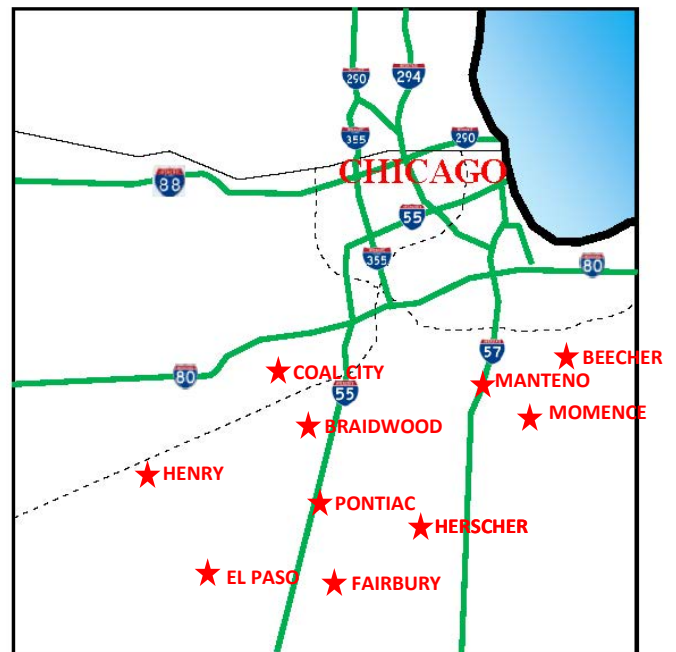 290
294
355
290
CHICAGO
88
55
355
80
57
BEECHER
COAL CITY
80
MANTENO
55
MOMENCE
BRAIDWOOD
HENRY
PONTIAC
HERSCHER
EL PASO
FAIRBURY